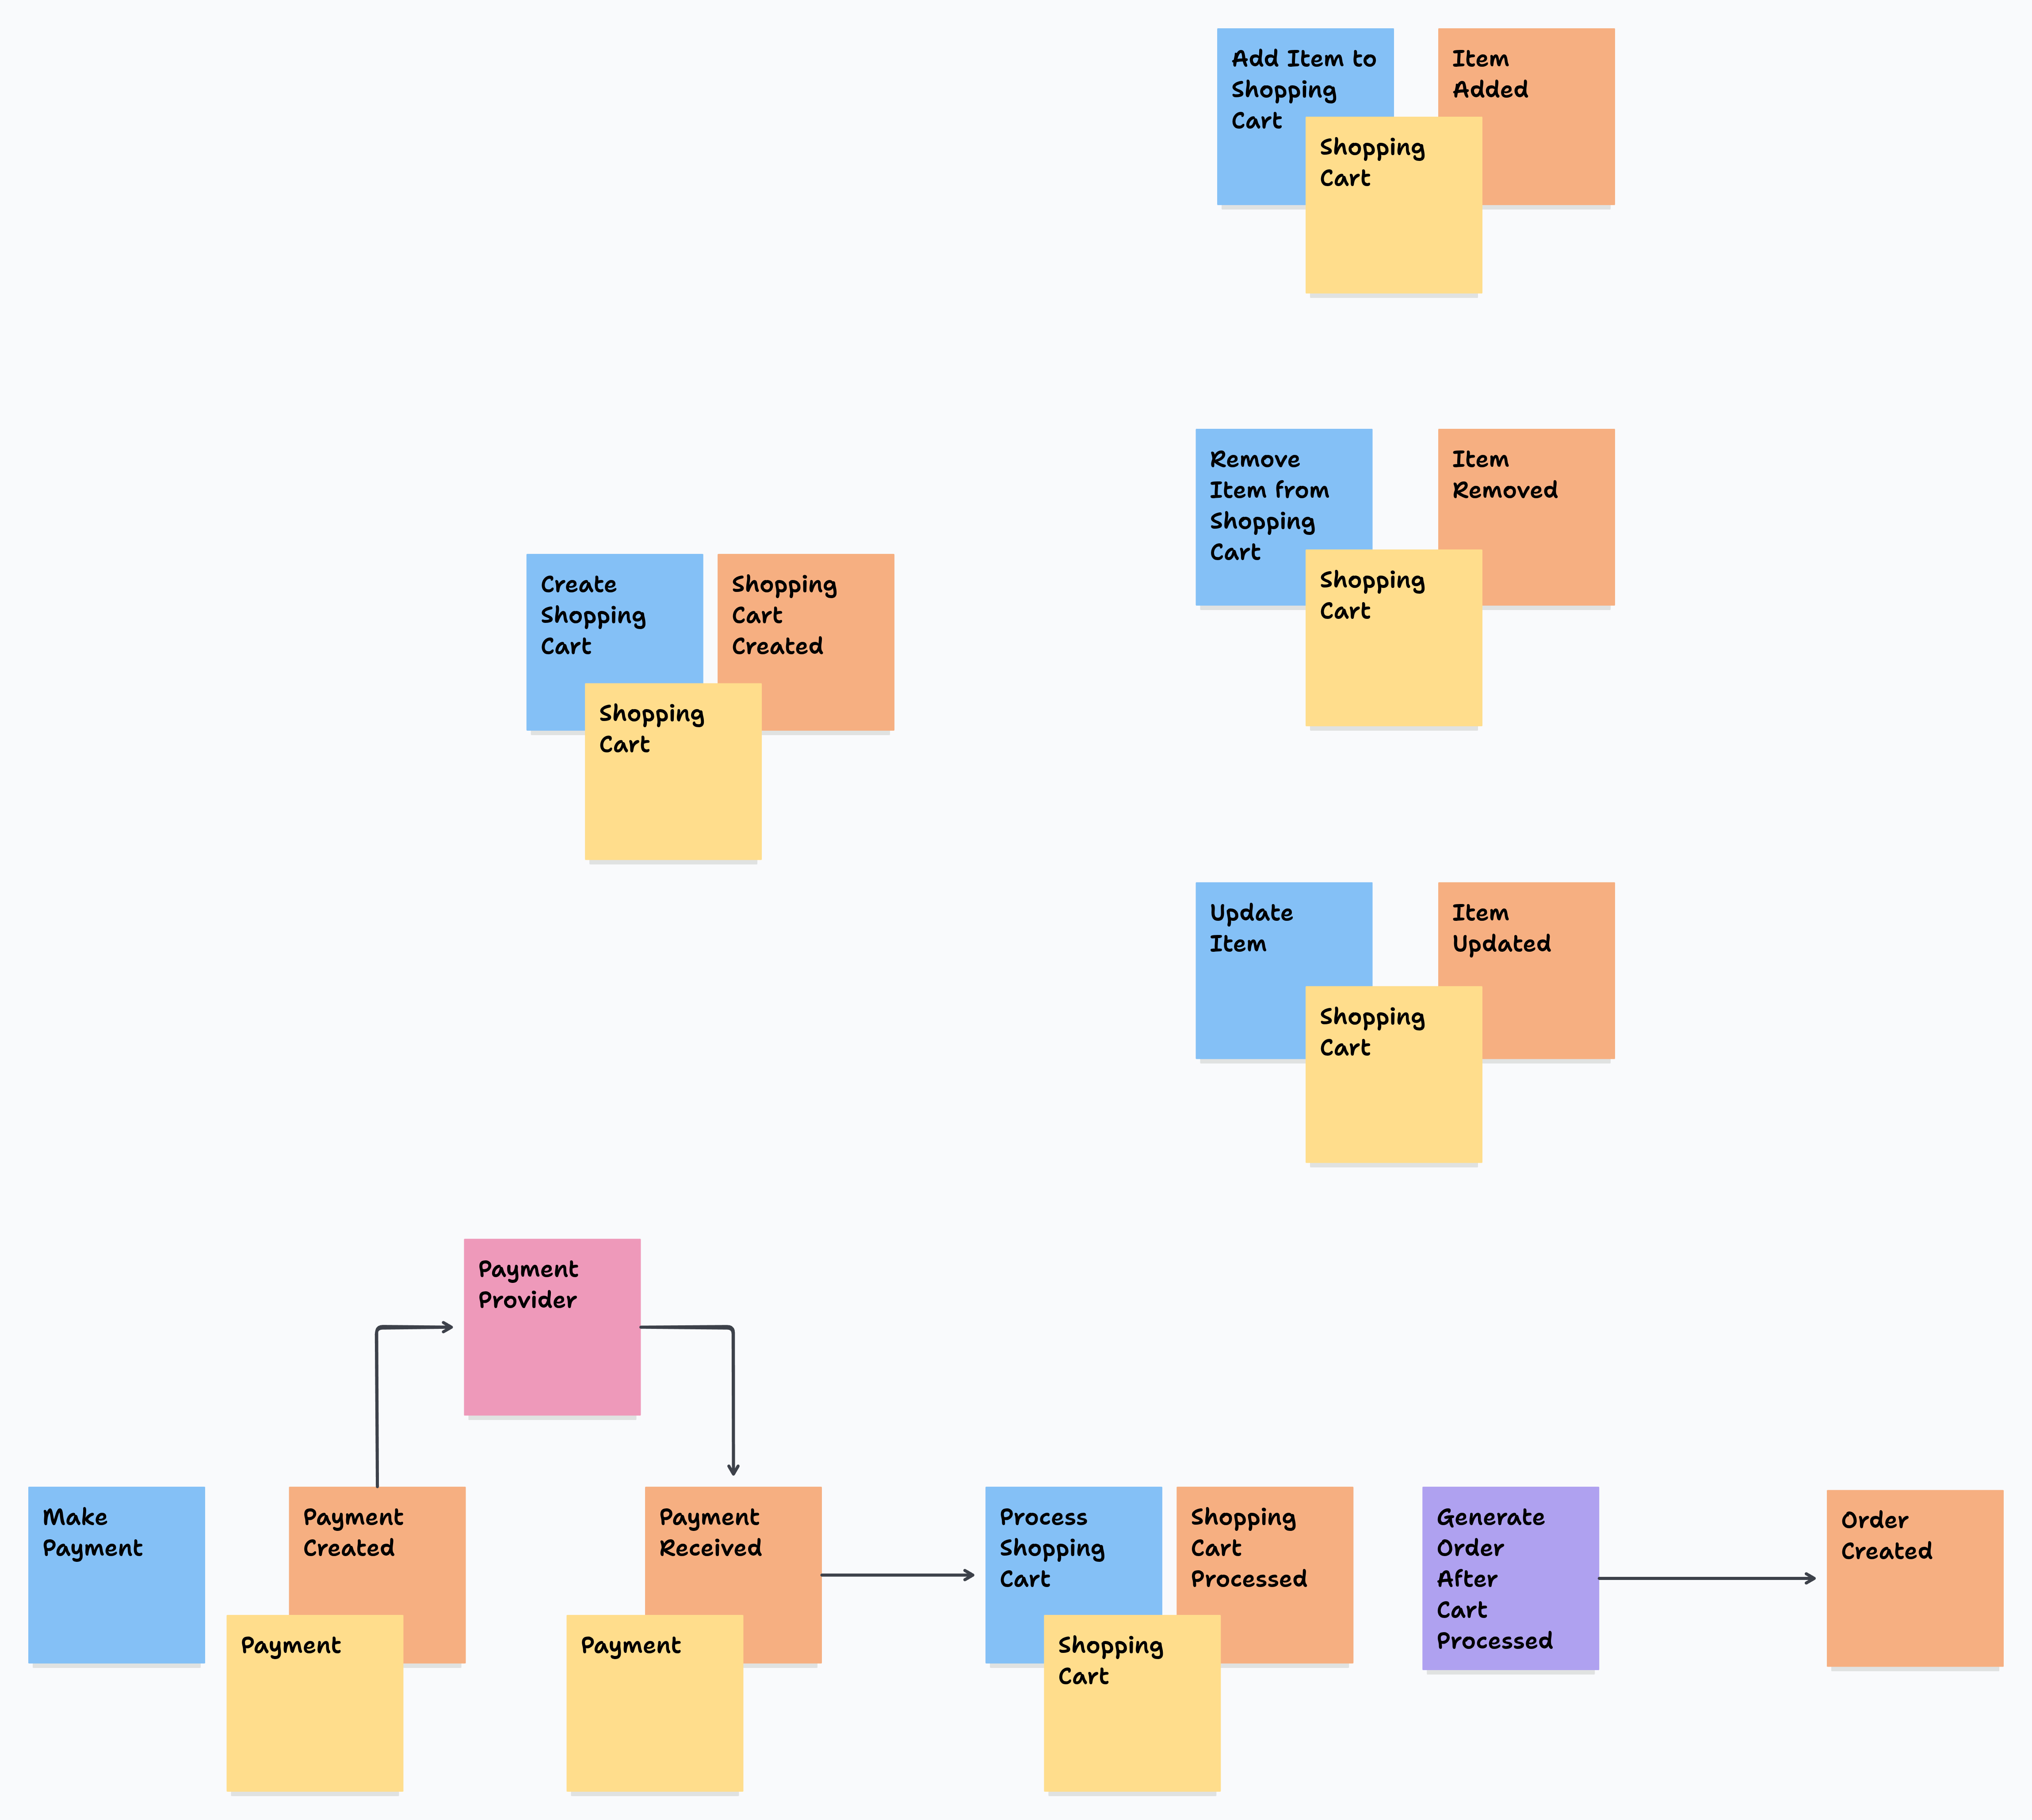 Add Item to
Shopping
Cart
Item
Added
Shopping
Cart
Remove
Item from
Shopping
Cart
Item
Removed
Shopping
Cart
Create
Shopping
Cart
Shopping
Cart
Created
Shopping
Cart
Update
Item
Item
Updated
Shopping
Cart
Payment
Provider
Make
Payment
Payment
Created
Payment
Payment
Received
Payment
Process
Shopping
Cart
Shopping
Cart
Processed
Shopping
Cart
Generate
Order
After
Cart
Processed
Order
Created